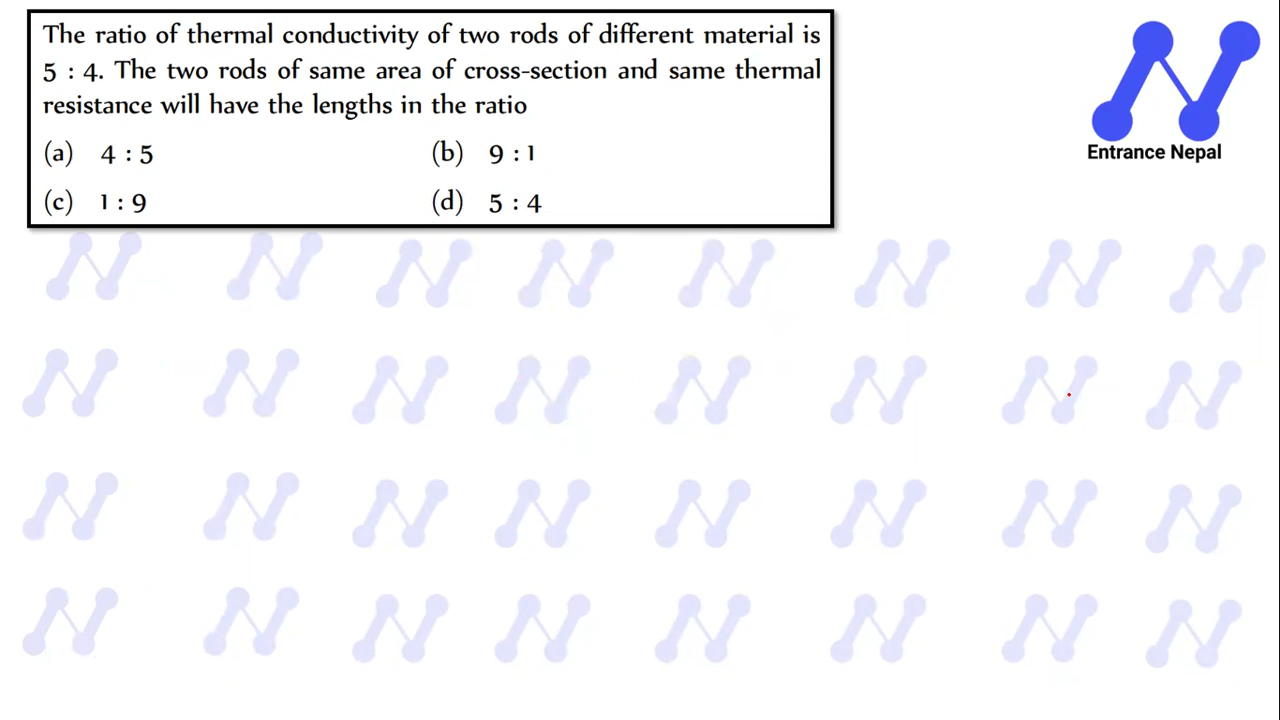 The ratio of thermal conductivity of two rods of different material is
5 : 4. The two rods of same area of cross-section and same thermal
resistance will have the lengths in the ratio
(a) 4 : 5 (b) 9 : 1
(c) 1 : 9 (d) 5 : 4
Entrance Nepal